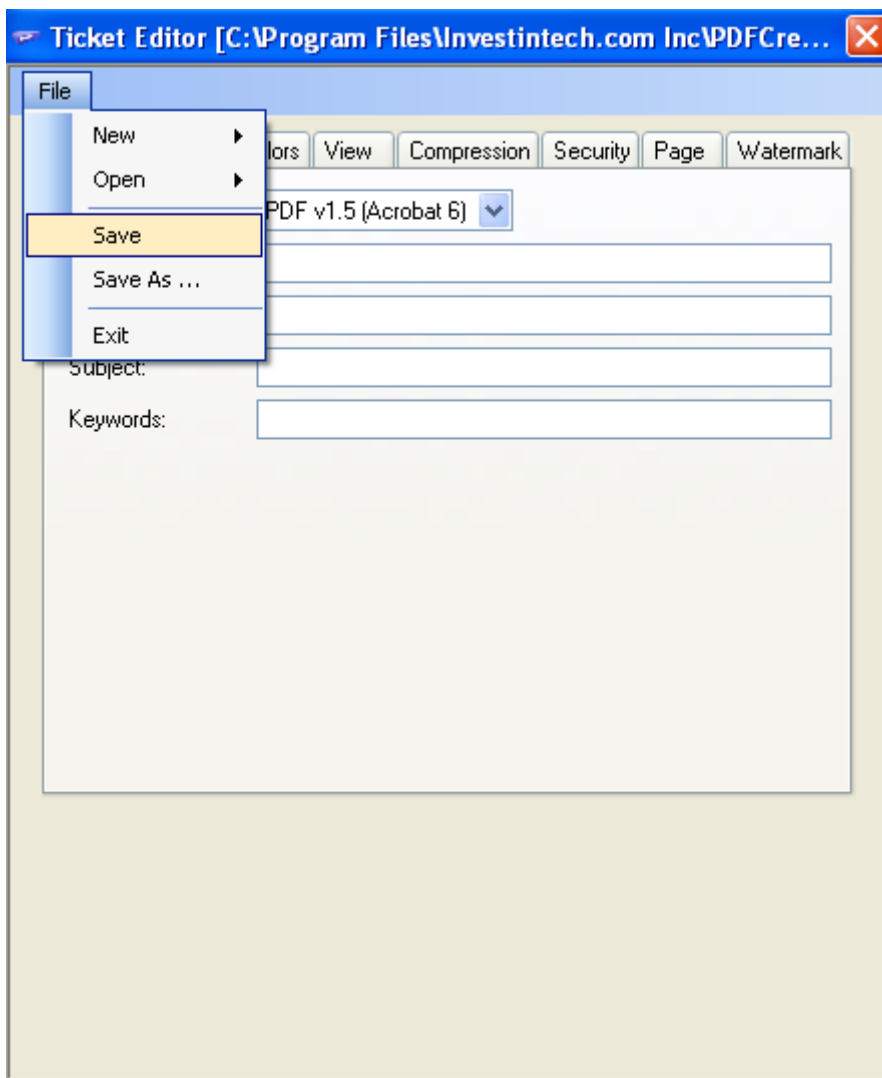 Ticket Editor [C:\Program Files\Investintech.com Inc\PDFCre...
File
New
Open
Save
Save As ...
Exit
lors View Compression Security Page Watermark
PDF v1.5 (Acrobat 6)
Subject:
Keywords: